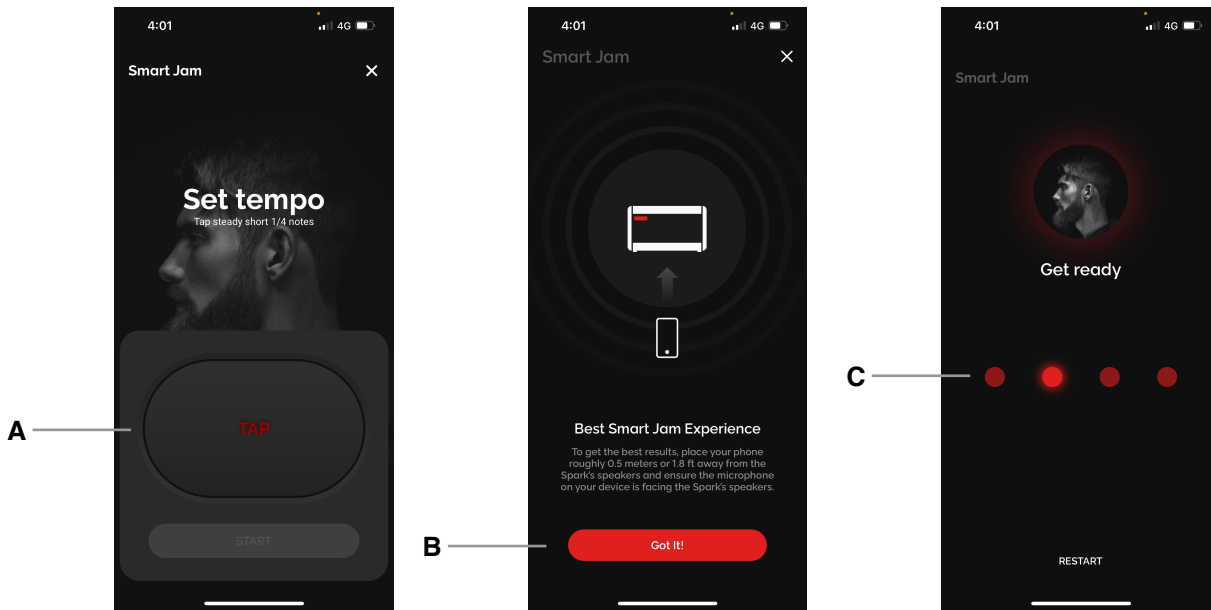 4:01
4G
Smart Jam
Set tempo
Tap steady short 1/4 notes
A
TAP
START
4:01
4G
Smart Jam
Best Smart Jam Experience
To get the best results, place your phone
roughly 0.5 meters or 1.8 ft away from the
Spark's speakers and ensure the microphone
on your device is facing the Spark's speakers.
B
Got It!
4:01
4G
Smart Jam
Get ready
C
RESTART